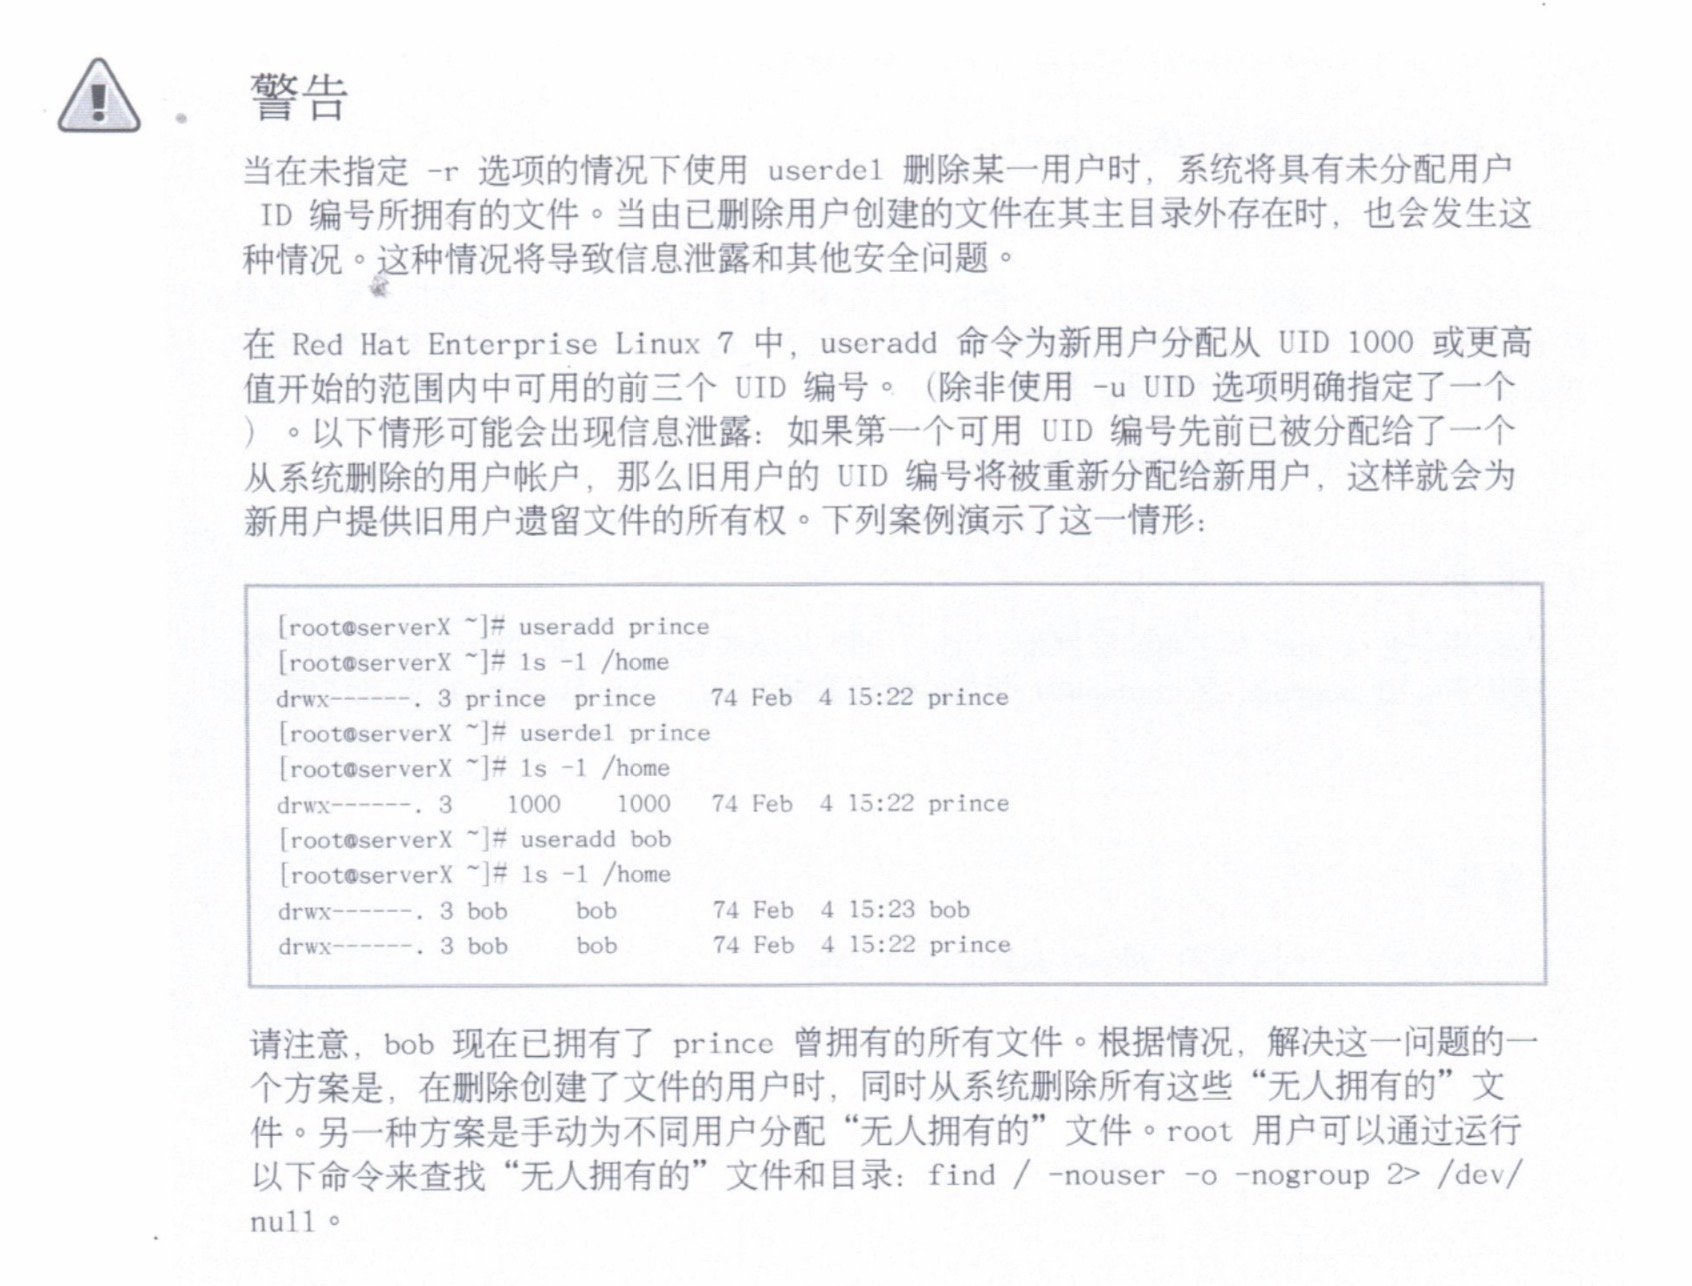 警告
当在未指定 -r 选项的情况下使用 userdel 删除某一用户时，系统将具有未分配用户
ID 编号所拥有的文件。当由已删除用户创建的文件在其主目录外存在时，也会发生这
种情况。这种情况将导致信息泄露和其他安全问题。
在 Red Hat Enterprise Linux 7 中，useradd 命令为新用户分配从 UID 1000 或更高
值开始的范围内中可用的前三个 UID 编号。（除非使用 -u UID 选项明确指定了一个
）。以下情形可能会出现信息泄露：如果第一个可用 UID 编号先前已被分配给了一个
从系统删除的用户帐户，那么旧用户的 UID 编号将被重新分配给新用户，这样就会为
新用户提供旧用户遗留文件的所有权。下列案例演示了这一情形：
[root@serverX ~]# useradd prince
[root@serverX ~]# ls -l /home
drwx------. 3 prince  prince    74 Feb  4 15:22 prince
[root@serverX ~]# userdel prince
[root@serverX ~]# ls -l /home
drwx------. 3    1000    1000   74 Feb  4 15:22 prince
[root@serverX ~]# useradd bob
[root@serverX ~]# ls -l /home
drwx------. 3 bob     bob       74 Feb  4 15:23 bob
drwx------. 3 bob     bob       74 Feb  4 15:22 prince
请注意，bob 现在已拥有了 prince 曾拥有的所有文件。根据情况，解决这一问题的一
个方案是，在删除创建了文件的用户时，同时从系统删除所有这些“无人拥有的”文
件。另一种方案是手动为不同用户分配“无人拥有的”文件。root 用户可以通过运行
以下命令来查找“无人拥有的”文件和目录：find / -nouser -o -nogroup 2> /dev/
null。